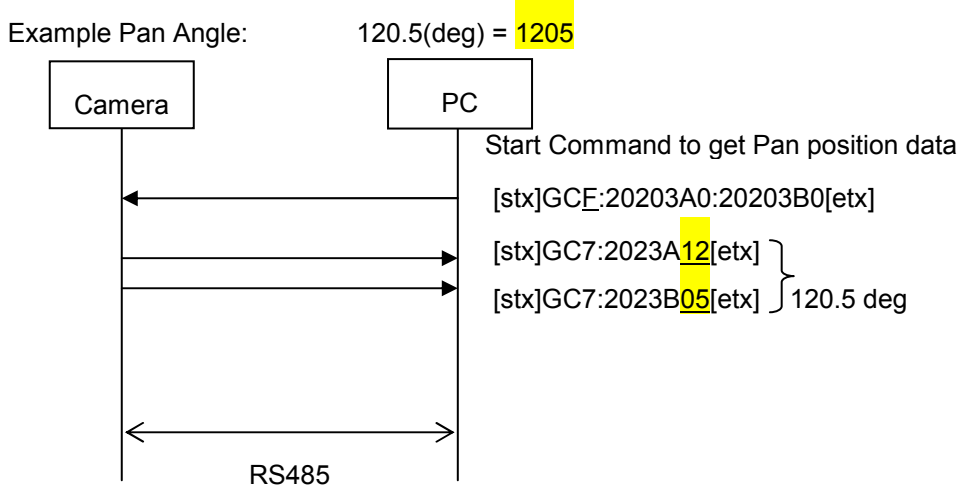 Example Pan Angle: 120.5(deg) = 1205
Camera
PC
Start Command to get Pan position data
[stx]GCF:20203A0:20203B0[etx]
[stx]GC7:2023A12[etx]
[stx]GC7:2023B05[etx]
120.5 deg
RS485